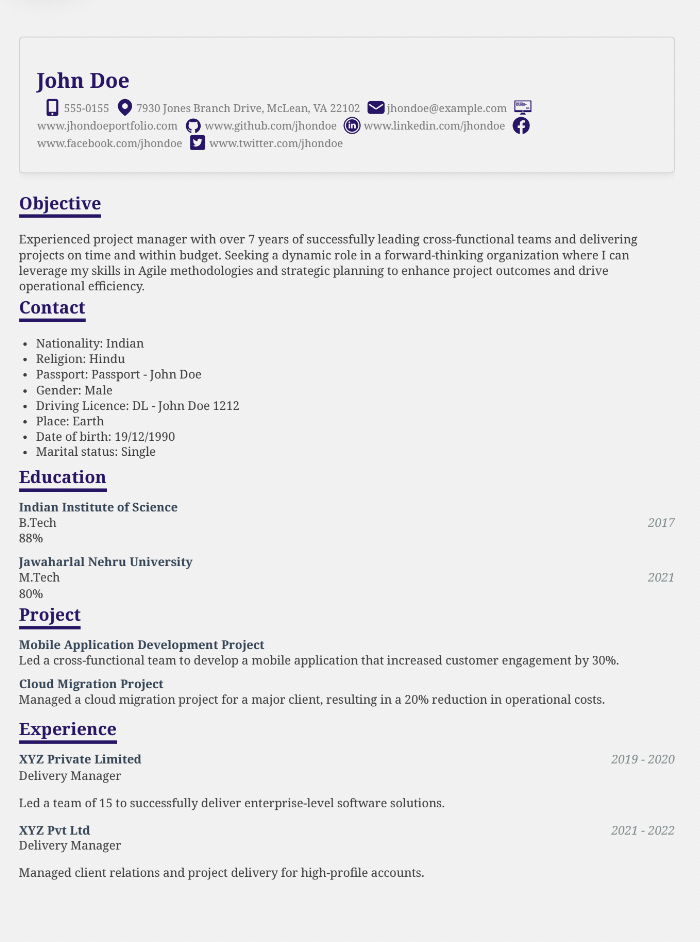 John Doe
555-0155 7930 Jones Branch Drive, McLean, VA 22102 jhondoe@example.com
www.jhondoeportfolio.com www.github.com/jhondoe www.linkedin.com/jhondoe
www.facebook.com/jhondoe www.twitter.com/jhondoe
Objective
Experienced project manager with over 7 years of successfully leading cross-functional teams and delivering
projects on time and within budget. Seeking a dynamic role in a forward-thinking organization where I can
leverage my skills in Agile methodologies and strategic planning to enhance project outcomes and drive
operational efficiency.
Contact
• Nationality: Indian
• Religion: Hindu
• Passport: Passport - John Doe
• Gender: Male
• Driving Licence: DL - John Doe 1212
• Place: Earth
• Date of birth: 19/12/1990
• Marital status: Single
Education
Indian Institute of Science
B.Tech 2017
88%
Jawaharlal Nehru University
M.Tech 2021
80%
Project
Mobile Application Development Project
Led a cross-functional team to develop a mobile application that increased customer engagement by 30%.
Cloud Migration Project
Managed a cloud migration project for a major client, resulting in a 20% reduction in operational costs.
Experience
XYZ Private Limited 2019 - 2020
Delivery Manager
Led a team of 15 to successfully deliver enterprise-level software solutions.
XYZ Pvt Ltd 2021 - 2022
Delivery Manager
Managed client relations and project delivery for high-profile accounts.